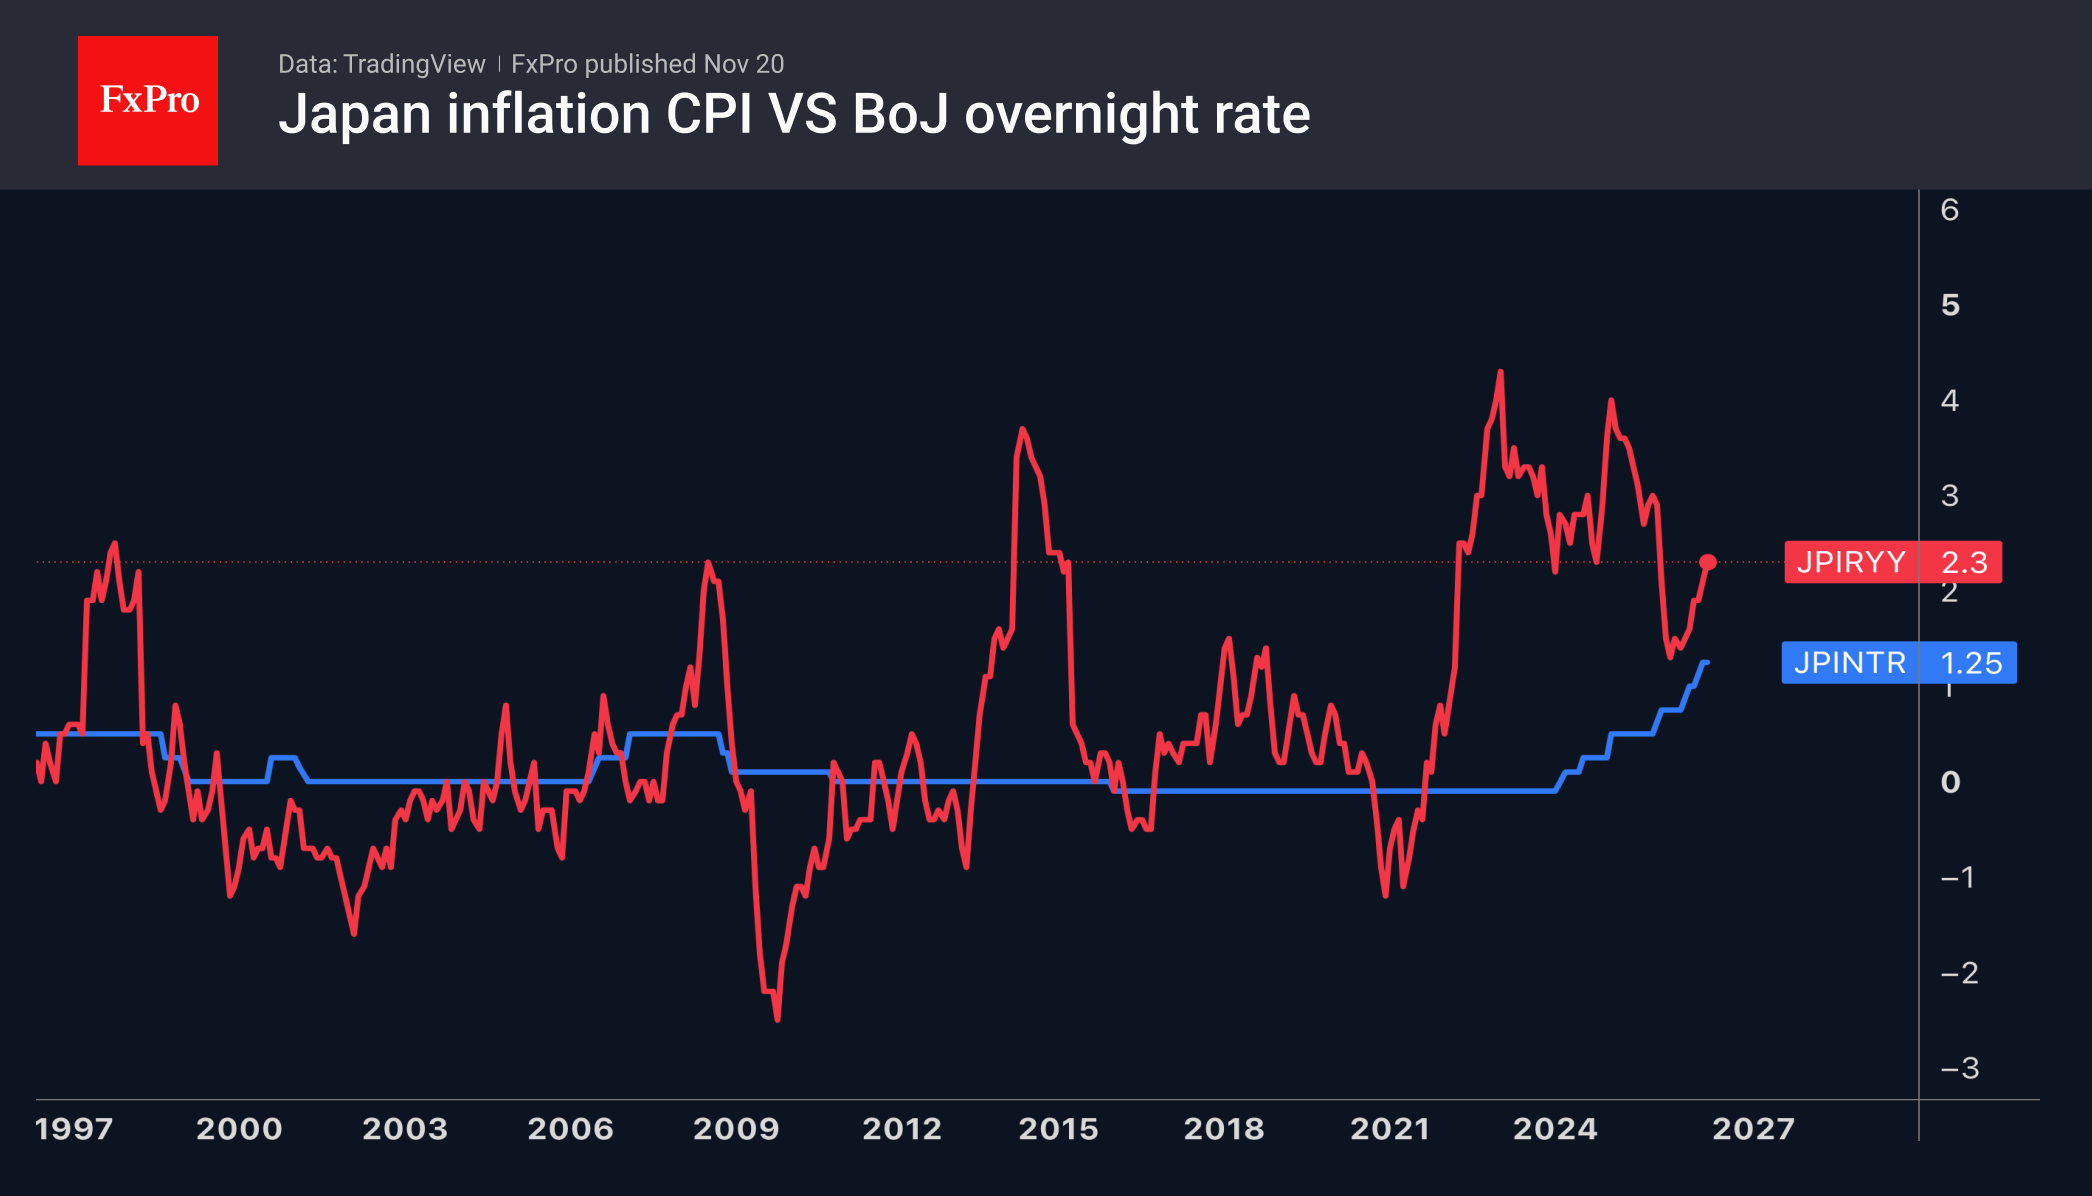 FxPro
Data: TradingView | FxPro published Nov 20
Japan inflation CPI VS BoJ overnight rate
6
5
4
3
JPIRYY 2.3
2
JPINTR 1.25
1
0
−1
−2
−3
1997 2000 2003 2006 2009 2012 2015 2018 2021 2024 2027